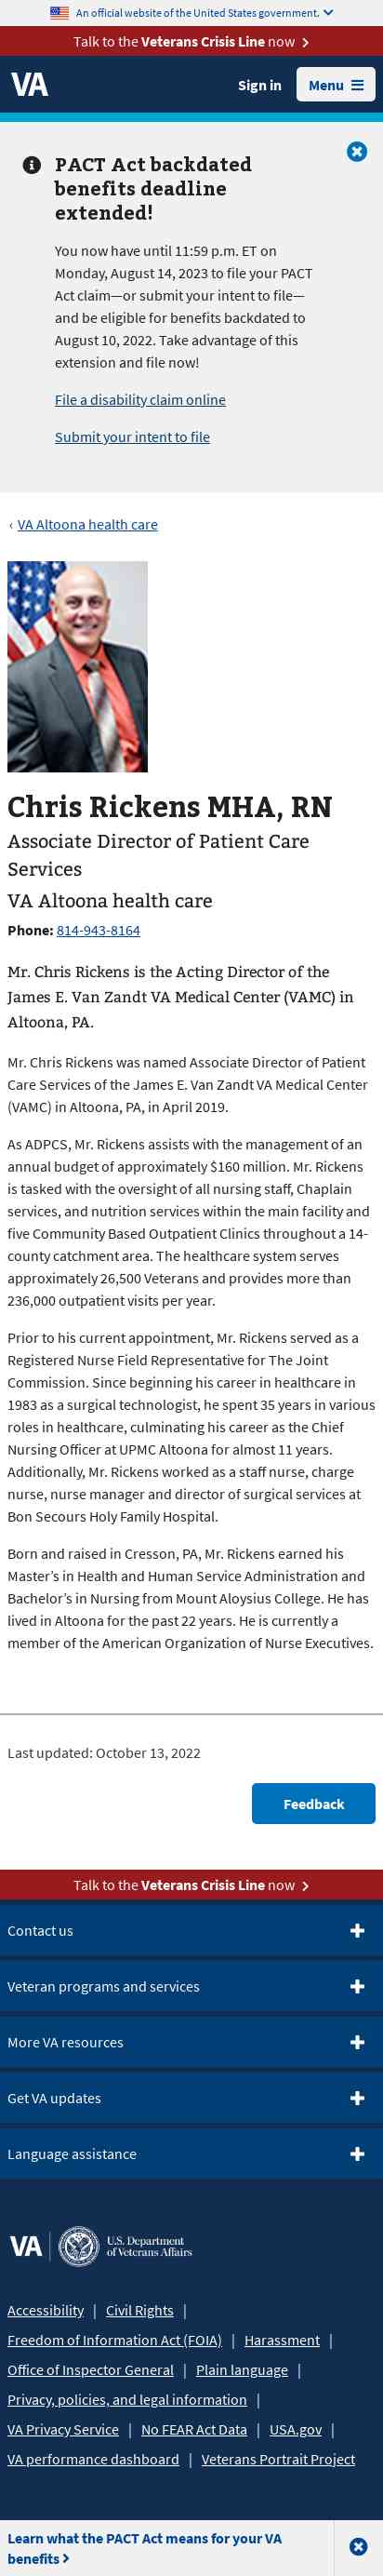 An official website of the United States government.
Talk to the Veterans Crisis Line now
VA
Sign in
Menu
PACT Act backdated
benefits deadline
extended!
You now have until 11:59 p.m. ET on
Monday, August 14, 2023 to file your PACT
Act clam—or submit your intent to file—
and be eligible for benefits backdated to
August 10, 2022. Take advantage of this
extension and file now!
File a disability claim online
Submit your intent to file
‹ VA Altoona health care
Chris Rickens MHA, RN
Associate Director of Patient Care
Services
VA Altoona health care
Phone: 814-943-8164
Mr. Chris Rickens is the Acting Director of the
James E. Van Zandt VA Medical Center (VAMC) in
Altoona, PA.
Mr. Chris Rickens was named Associate Director of Patient
Care Services of the James E. Van Zandt VA Medical Center
(VAMC) in Altoona, PA, in April 2019.
As ADPCS, Mr. Rickens assists with the management of an
annual budget of approximately $160 million. Mr. Rickens
is tasked with the oversight of all nursing staff, Chaplain
services, and nutrition services within the main facility and
five Community Based Outpatient Clinics throughout a 14-
county catchment area. The healthcare system serves
approximately 26,500 Veterans and provides more than
236,000 outpatient visits per year.
Prior to his current appointment, Mr. Rickens served as a
Registered Nurse Field Representative for The Joint
Commission. Since beginning his career in healthcare in
1983 as a surgical technologist, he spent 35 years in various
roles in healthcare, culminating his career as the Chief
Nursing Officer at UPMC Altoona for almost 11 years.
Additionally, Mr. Rickens worked as a staff nurse, charge
nurse, nurse manager and director of surgical services at
Bon Secours Holy Family Hospital.
Born and raised in Cresson, PA, Mr. Rickens earned his
Master's in Health and Human Service Administration and
Bachelor's in Nursing from Mount Aloysius College. He has
lived in Altoona for the past 22 years. He is currently a
member of the American Organization of Nurse Executives.
Last updated: October 13, 2022
Feedback
Talk to the Veterans Crisis Line now
Contact us
Veteran programs and services
More VA resources
Get VA updates
Language assistance
VA | U.S. Department
of Veterans Affairs
Accessibility | Civil Rights |
Freedom of Information Act (FOIA) | Harassment |
Office of Inspector General | Plain language |
Privacy, policies, and legal information |
VA Privacy Service | No FEAR Act Data | USA.gov |
VA performance dashboard | Veterans Portrait Project
Learn what the PACT Act means for your VA
benefits